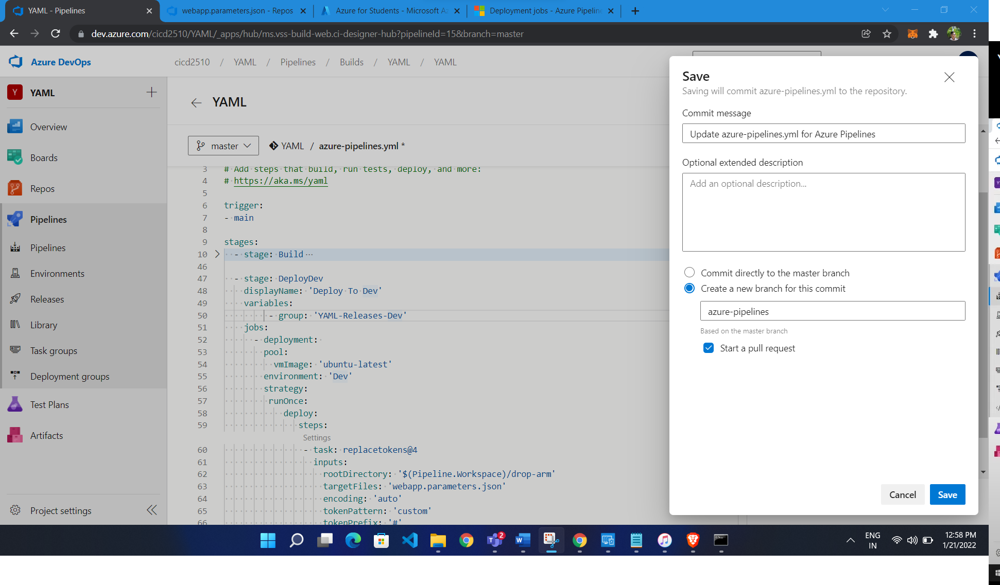 YAML - Pipelines
webapp.parameters.json - Repos
Azure for Students - Microsoft Az
Deployment jobs - Azure Pipeline
dev.azure.com/cicd2510/YAML/_apps/hub/ms.vss-build-web.ci-designer-hub?pipelineId=15&branch=master
Azure DevOps
cicd2510 / YAML / Pipelines / Builds / YAML / YAML
Y YAML
Overview
Boards
Repos
Pipelines
Pipelines
Environments
Releases
Library
Task groups
Deployment groups
Test Plans
Artifacts
Project settings
YAML
master
YAML / azure-pipelines.yml *
3 # Add steps that build, run tests, deploy, and more:
4 # https://aka.ms/yaml
5
6 trigger:
7 - main
8
9 stages:
10 - stage: Build ...
46
47 - stage: DeployDev
48 displayName: 'Deploy To Dev'
49 variables:
50 - group: 'YAML-Releases-Dev'
51 jobs:
52 - deployment:
53 pool:
54 vmImage: 'ubuntu-latest'
55 environment: 'Dev'
56 strategy:
57 runOnce:
58 deploy:
59 steps:
Settings
60 - task: replacetokens@4
61 inputs:
62 rootDirectory: '$(Pipeline.Workspace)/drop-arm'
63 targetFiles: 'webapp.parameters.json'
64 encoding: 'auto'
65 tokenPattern: 'custom'
66 tokenPrefix: '#'
Save
Saving will commit azure-pipelines.yml to the repository.
Commit message
Update azure-pipelines.yml for Azure Pipelines
Optional extended description
Add an optional description...
Commit directly to the master branch
Create a new branch for this commit
azure-pipelines
Based on the master branch
Start a pull request
Cancel
Save
2
ENG
IN
12:58 PM
1/21/2022